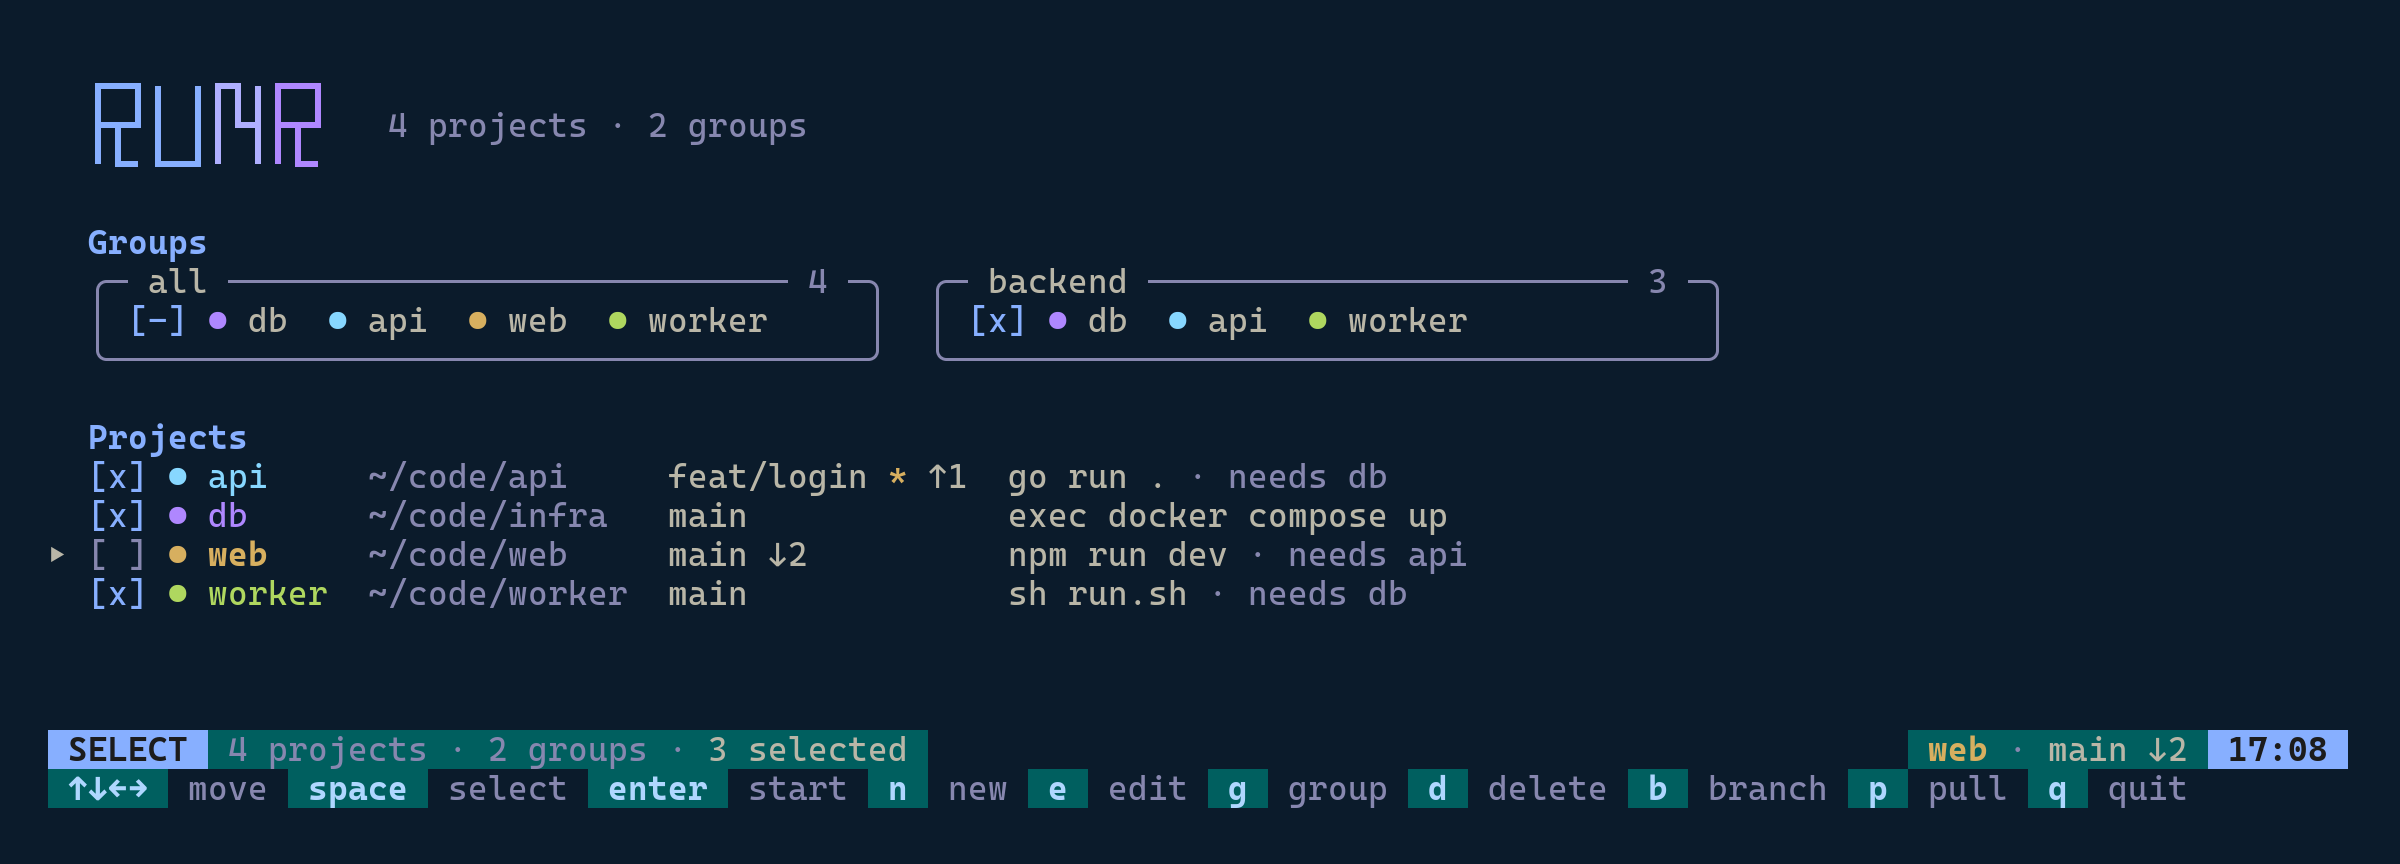 RUNR 4 projects · 2 groups
Groups
all 4 backend 3
[-] ● db ● api ● web ● worker [x] ● db ● api ● worker
Projects
[x] ● api ~/code/api feat/login * ↑1 go run . · needs db
[x] ● db ~/code/infra main exec docker compose up
▸ [ ] ● web ~/code/web main ↓2 npm run dev · needs api
[x] ● worker ~/code/worker main sh run.sh · needs db
SELECT 4 projects · 2 groups · 3 selected web · main ↓2 17:08
↑↓←→ move space select enter start n new e edit g group d delete b branch p pull q quit